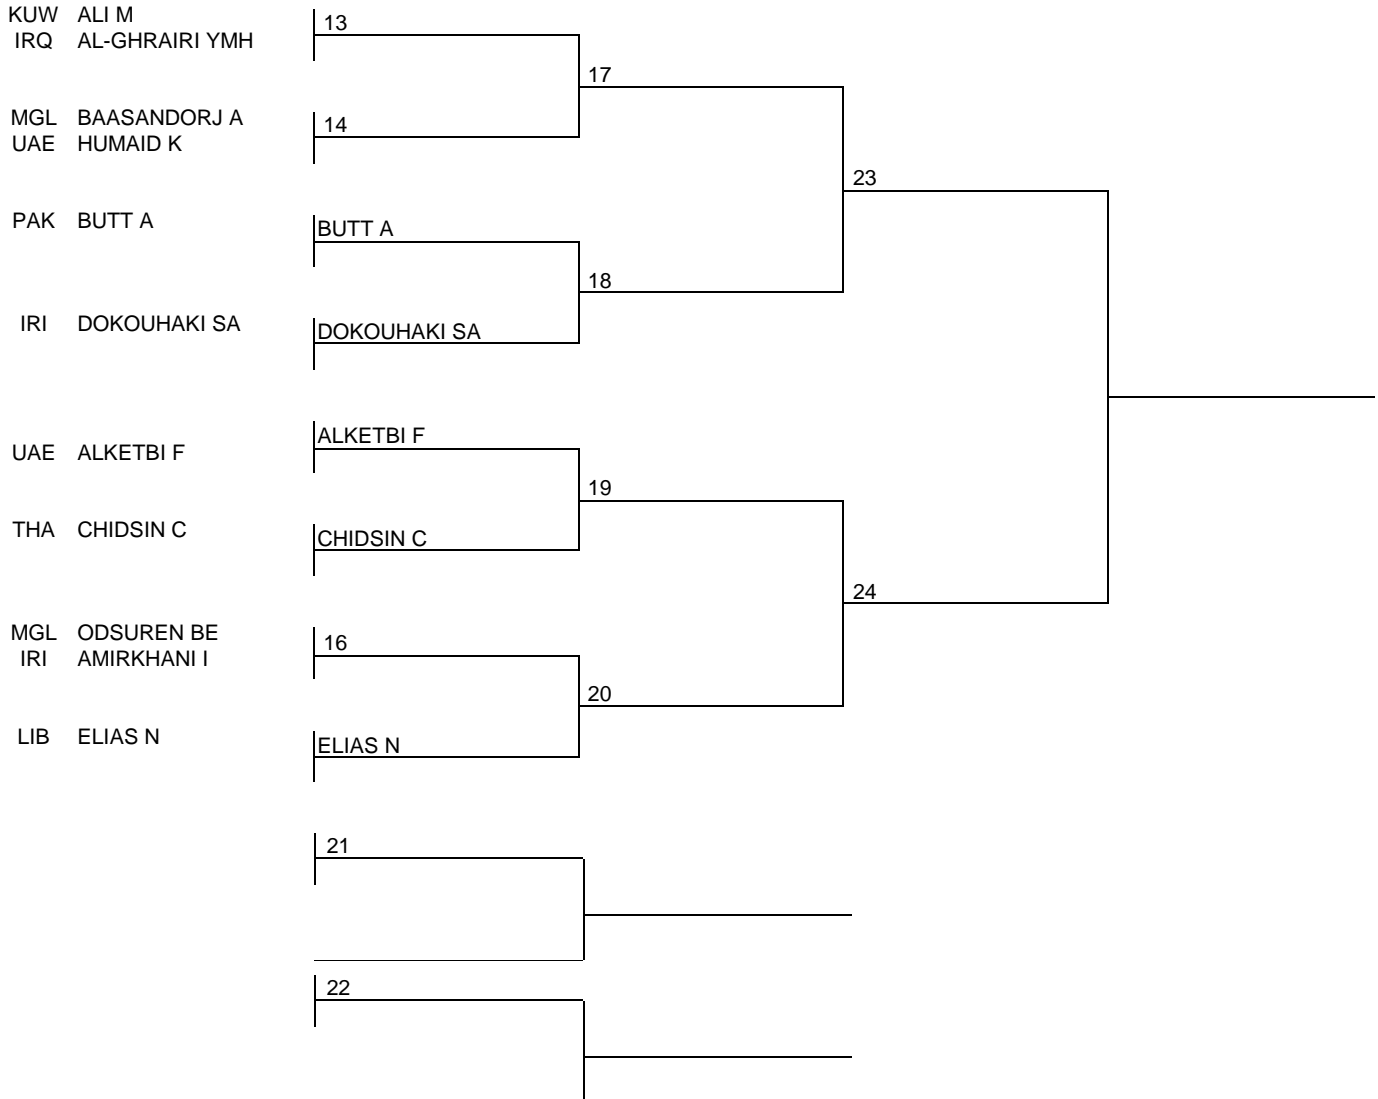 KUW ALI M
13
IRQ AL-GHRAIRI YMH
17
MGL BAASANDORJ A
14
UAE HUMAID K
23
PAK BUTT A
BUTT A
18
IRI DOKOUHAKI SA
DOKOUHAKI SA
ALKETBI F
UAE ALKETBI F
19
THA CHIDSIN C
CHIDSIN C
24
MGL ODSUREN BE
16
IRI AMIRKHANI I
20
LIB ELIAS N
ELIAS N
21
22